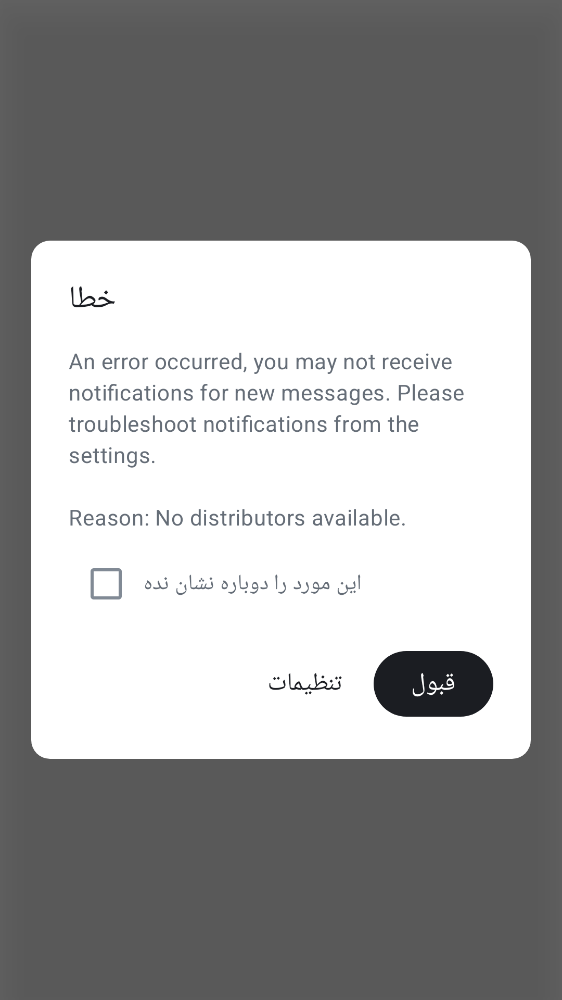 خطا
An error occurred, you may not receive
notifications for new messages. Please
troubleshoot notifications from the
settings.
Reason: No distributors available.
این مورد را دوباره نشان نده
تنظیمات
قبول